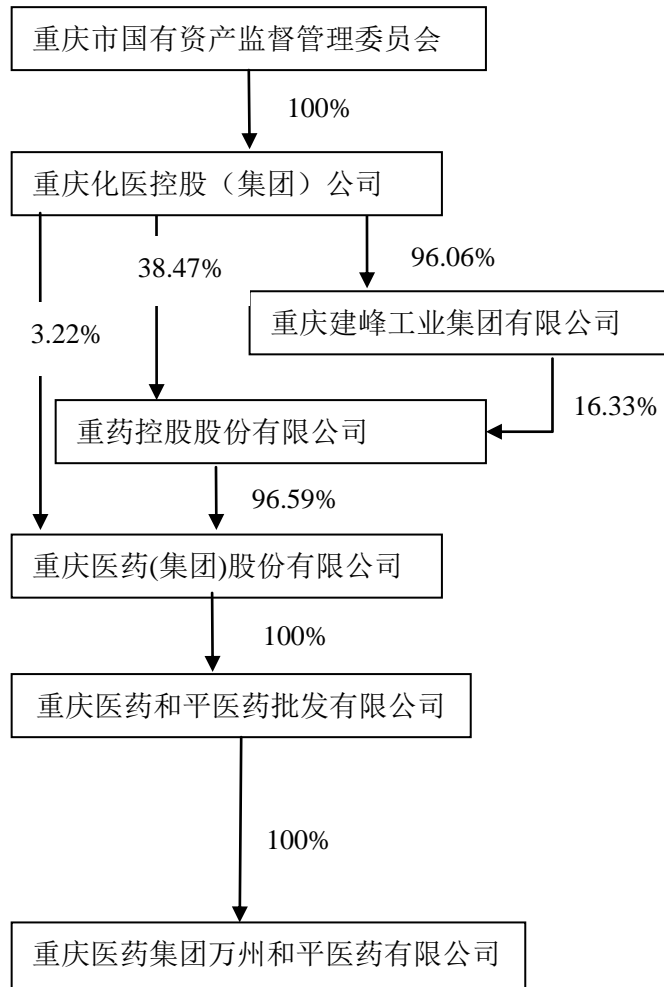 重庆市国有资产监督管理委员会
100%
重庆化医控股（集团）公司
38.47%
96.06%
3.22%
重庆建峰工业集团有限公司
16.33%
重药控股股份有限公司
96.59%
重庆医药(集团)股份有限公司
100%
重庆医药和平医药批发有限公司
100%
重庆医药集团万州和平医药有限公司